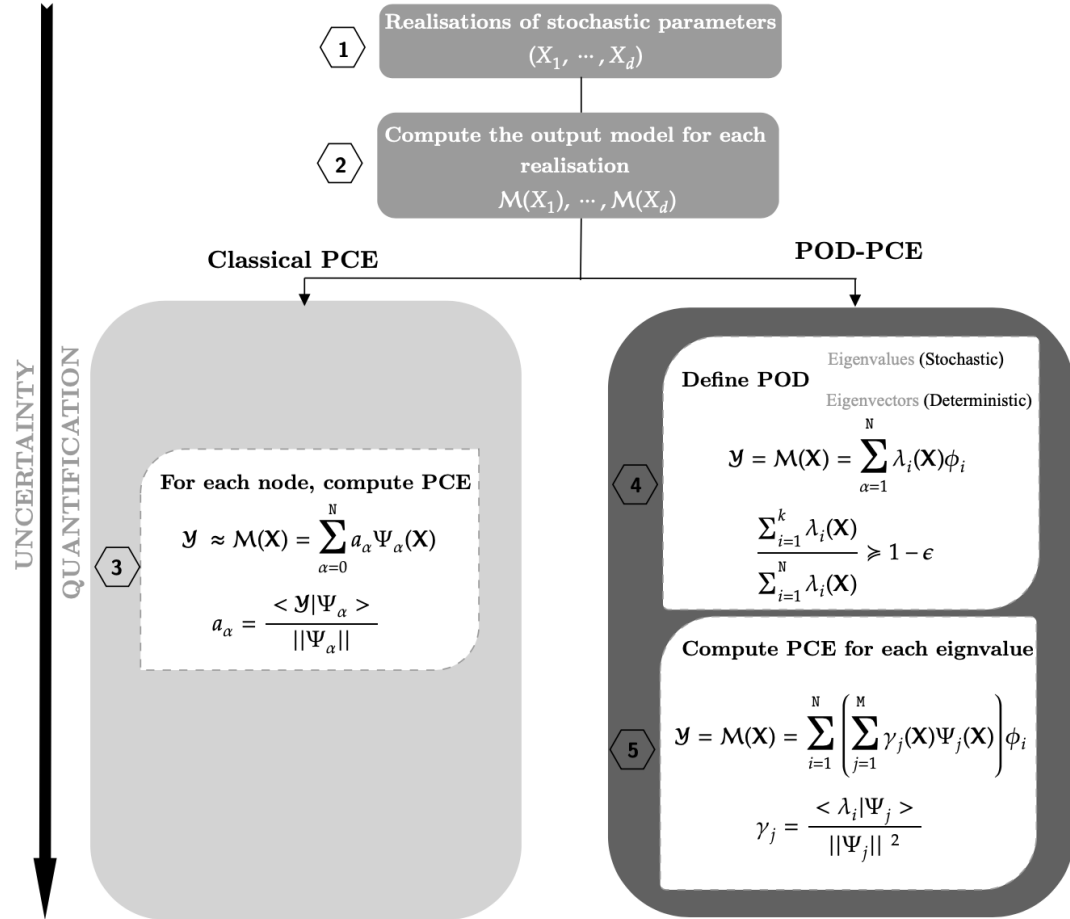 1
Realisations of stochastic parameters
(X₁, ⋯, X_d)
2
Compute the output model for each
realisation
M(X₁), ⋯, M(X_d)
Classical PCE
POD-PCE
UNCERTAINTY
QUANTIFICATION
3
For each node, compute PCE
𝒴 ≈ M(𝐗) = ∑_{α=0}^{N} a_α Ψ_α(𝐗)
a_α = < 𝒴|Ψ_α > / ||Ψ_α||
4
Define POD
Eigenvalues (Stochastic)
Eigenvectors (Deterministic)
𝒴 = M(𝐗) = ∑_{α=1}^{N} λ_i(𝐗)ϕ_i
∑_{i=1}^{k} λ_i(𝐗) / ∑_{i=1}^{N} λ_i(𝐗) ≽ 1 − ϵ
5
Compute PCE for each eignvalue
𝒴 = M(𝐗) = ∑_{i=1}^{N} ( ∑_{j=1}^{M} γ_j(𝐗)Ψ_j(𝐗) ) ϕ_i
γ_j = < λ_i|Ψ_j > / ||Ψ_j|| ²